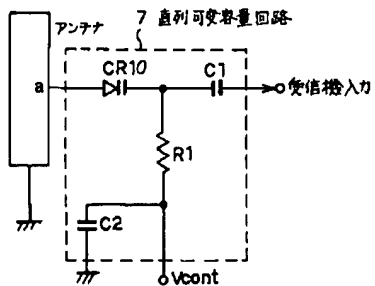 アンテナ
7 直列可変容量回路
CR10
C1
a
受信機入力
R1
C2
Vcont